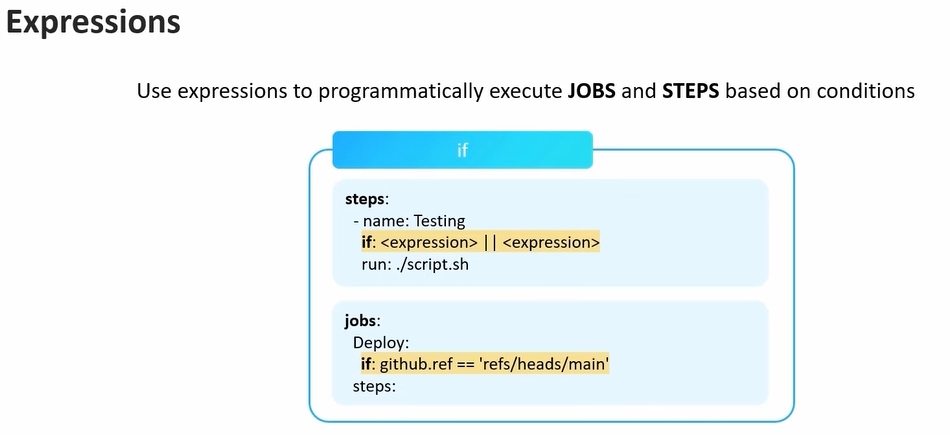 Expressions
Use expressions to programmatically execute JOBS and STEPS based on conditions
if
steps:
- name: Testing
if: <expression> || <expression>
run: ./script.sh
jobs:
Deploy:
if: github.ref == 'refs/heads/main'
steps: